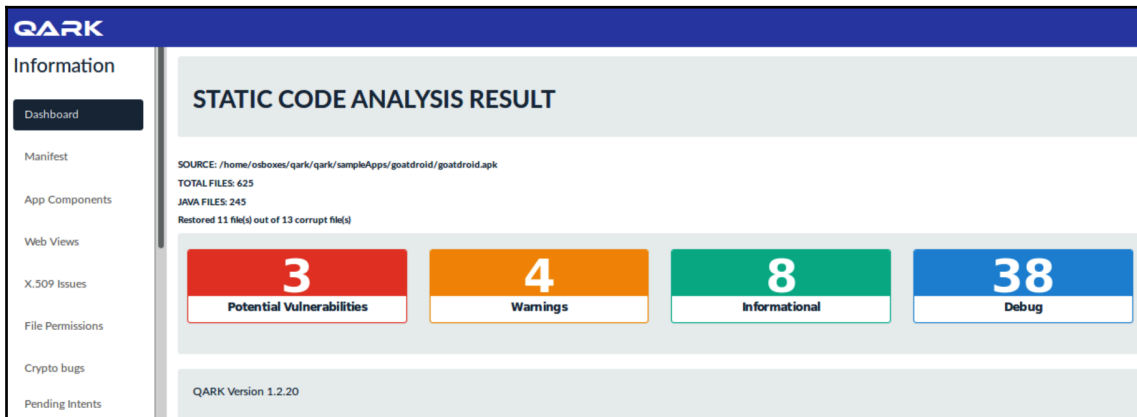 QARK
Information
Dashboard
Manifest
App Components
Web Views
X.509 Issues
File Permissions
Crypto bugs
Pending Intents
STATIC CODE ANALYSIS RESULT
SOURCE: /home/osboxes/qark/qark/sampleApps/goatdroid/goatdroid.apk
TOTAL FILES: 625
JAVA FILES: 245
Restored 11 file(s) out of 13 corrupt file(s)
3
Potential Vulnerabilities
4
Warnings
8
Informational
38
Debug
QARK Version 1.2.20